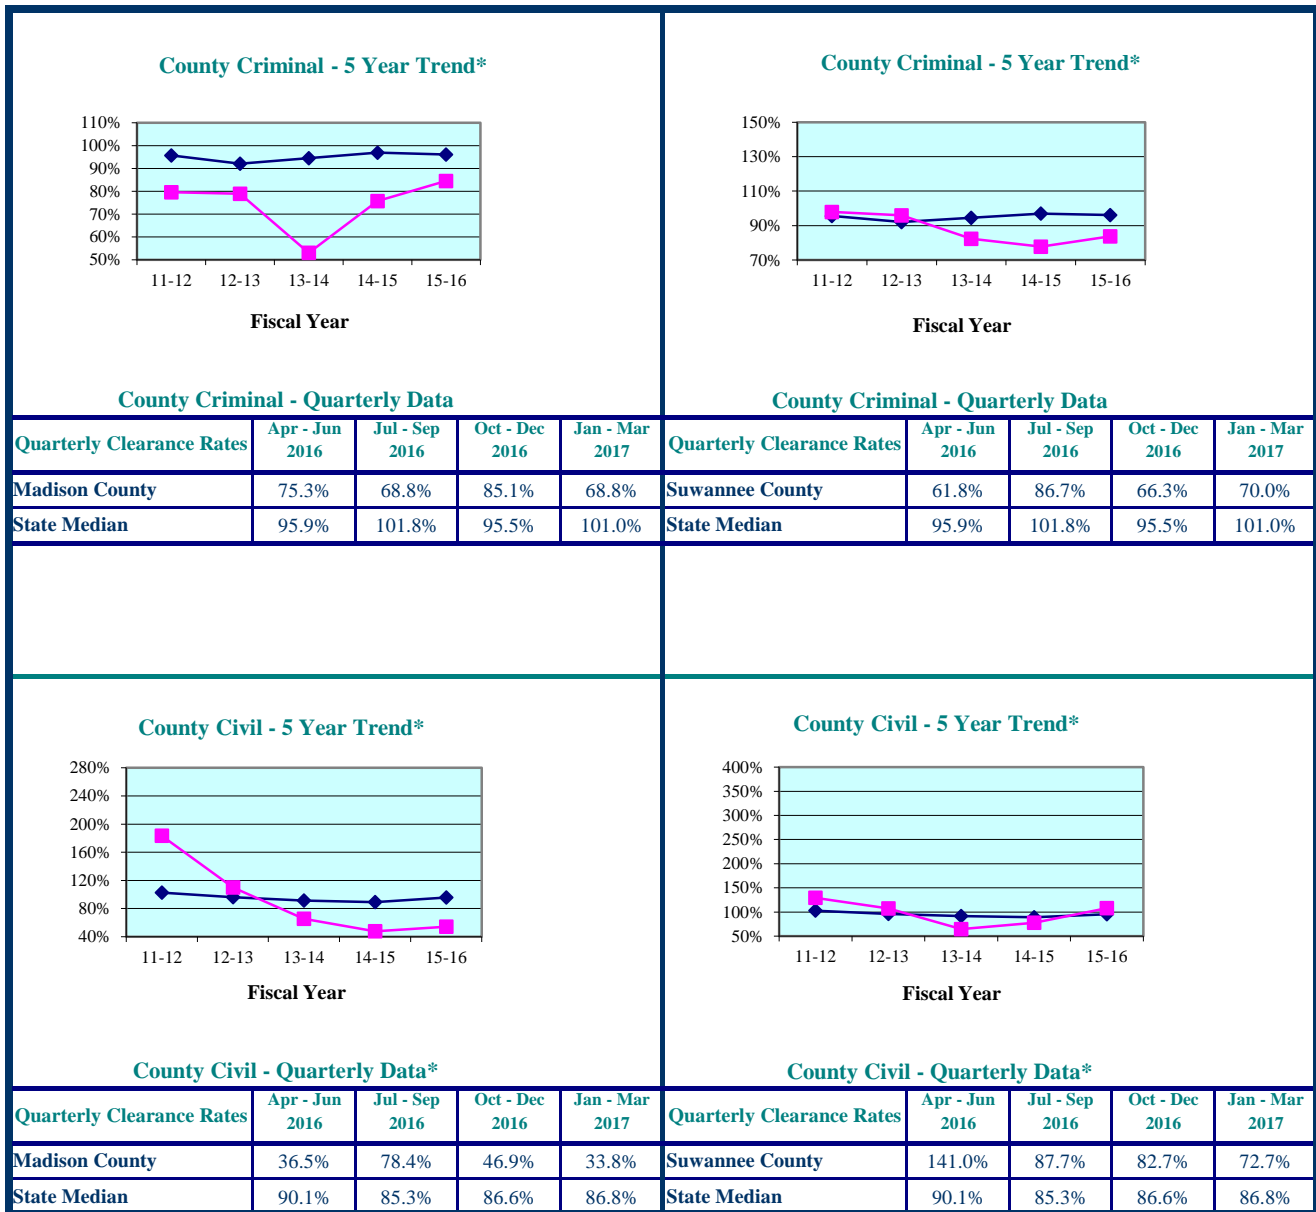 County Criminal - 5 Year Trend*
110%
100%
90%
80%
70%
60%
50%
11-12 12-13 13-14 14-15 15-16
Fiscal Year
County Criminal - Quarterly Data
Quarterly Clearance Rates Apr - Jun 2016 Jul - Sep 2016 Oct - Dec 2016 Jan - Mar 2017
Madison County 75.3% 68.8% 85.1% 68.8%
State Median 95.9% 101.8% 95.5% 101.0%
County Criminal - 5 Year Trend*
150%
130%
110%
90%
70%
11-12 12-13 13-14 14-15 15-16
Fiscal Year
County Criminal - Quarterly Data
Quarterly Clearance Rates Apr - Jun 2016 Jul - Sep 2016 Oct - Dec 2016 Jan - Mar 2017
Suwannee County 61.8% 86.7% 66.3% 70.0%
State Median 95.9% 101.8% 95.5% 101.0%
County Civil - 5 Year Trend*
280%
240%
200%
160%
120%
80%
40%
11-12 12-13 13-14 14-15 15-16
Fiscal Year
County Civil - Quarterly Data*
Quarterly Clearance Rates Apr - Jun 2016 Jul - Sep 2016 Oct - Dec 2016 Jan - Mar 2017
Madison County 36.5% 78.4% 46.9% 33.8%
State Median 90.1% 85.3% 86.6% 86.8%
County Civil - 5 Year Trend*
400%
350%
300%
250%
200%
150%
100%
50%
11-12 12-13 13-14 14-15 15-16
Fiscal Year
County Civil - Quarterly Data*
Quarterly Clearance Rates Apr - Jun 2016 Jul - Sep 2016 Oct - Dec 2016 Jan - Mar 2017
Suwannee County 141.0% 87.7% 82.7% 72.7%
State Median 90.1% 85.3% 86.6% 86.8%